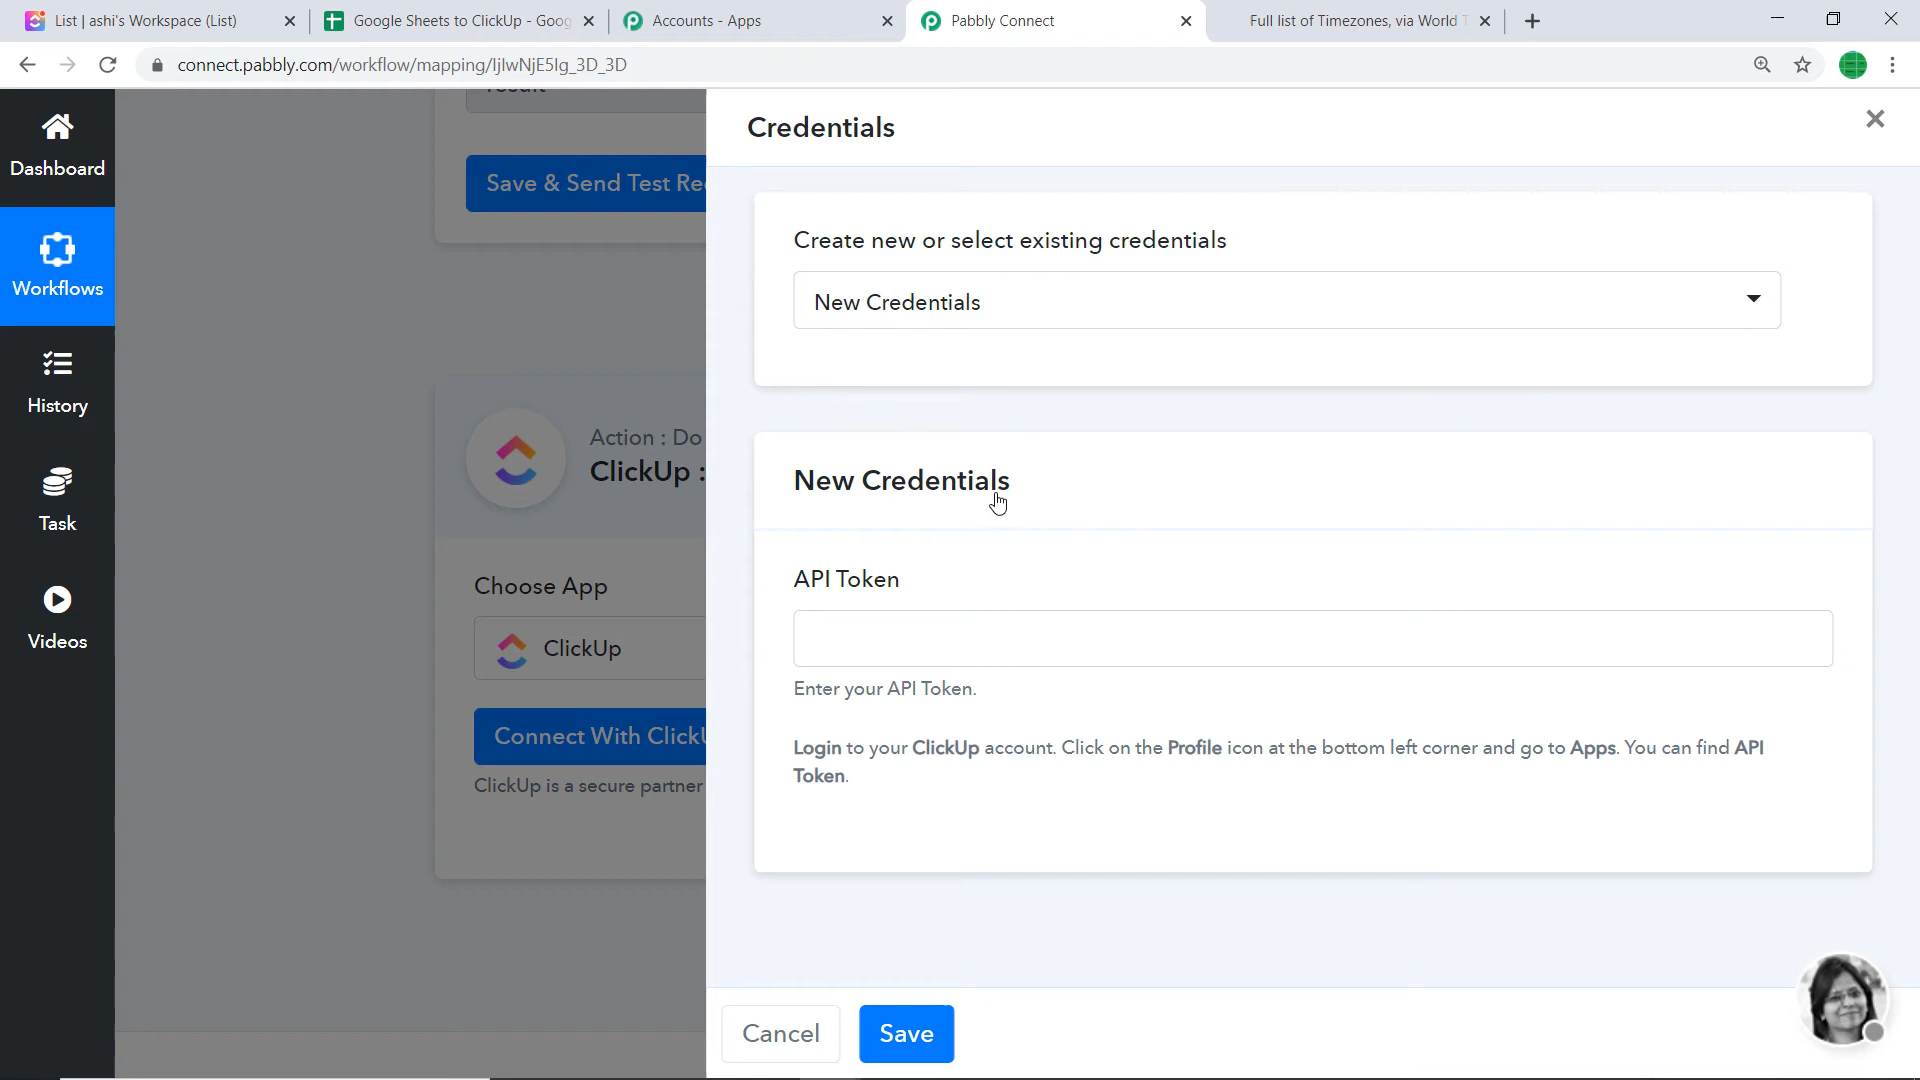 List | ashi's Workspace (List)
Google Sheets to ClickUp - Goog
Accounts - Apps
Pabbly Connect
Full list of Timezones, via World T
connect.pabbly.com/workflow/mapping/IjIwNjE5Ig_3D_3D
Dashboard
Workflows
History
Task
Videos
result
Save & Send Test Re
Action : Do
ClickUp :
Choose App
ClickUp
Connect With ClickU
ClickUp is a secure partner
Credentials
Create new or select existing credentials
New Credentials
New Credentials
API Token
Enter your API Token.
Login to your ClickUp account. Click on the Profile icon at the bottom left corner and go to Apps. You can find API
Token.
Cancel
Save